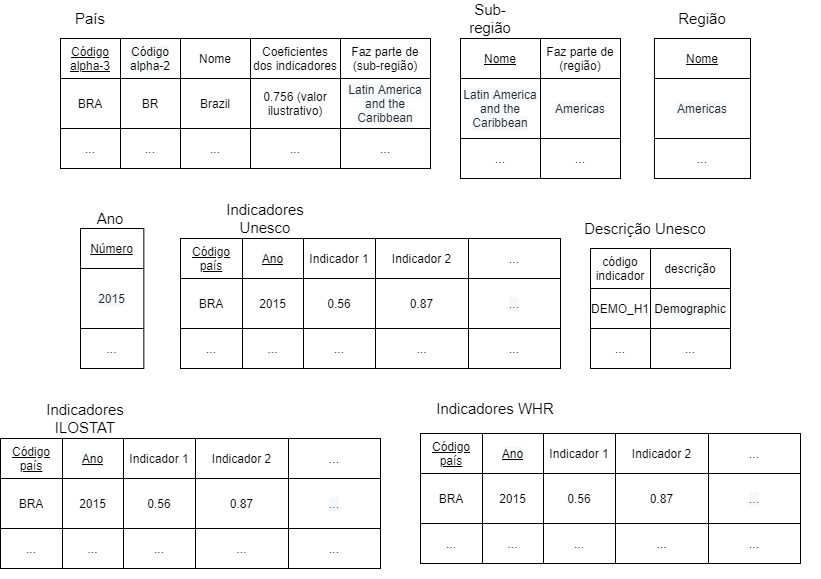 País
Código alpha-3
Código alpha-2
Nome
Coeficientes dos indicadores
Faz parte de (sub-região)
BRA
BR
Brazil
0.756 (valor ilustrativo)
Latin America and the Caribbean
...
...
...
...
...
Sub-região
Nome
Faz parte de (região)
Latin America and the Caribbean
Americas
...
...
Região
Nome
Americas
...
Ano
Número
2015
...
Indicadores Unesco
Código país
Ano
Indicador 1
Indicador 2
...
BRA
2015
0.56
0.87
...
...
...
...
...
...
Descrição Unesco
código indicador
descrição
DEMO_H1
Demographic
...
...
Indicadores ILOSTAT
Código país
Ano
Indicador 1
Indicador 2
...
BRA
2015
0.56
0.87
...
...
...
...
...
...
Indicadores WHR
Código país
Ano
Indicador 1
Indicador 2
...
BRA
2015
0.56
0.87
...
...
...
...
...
...